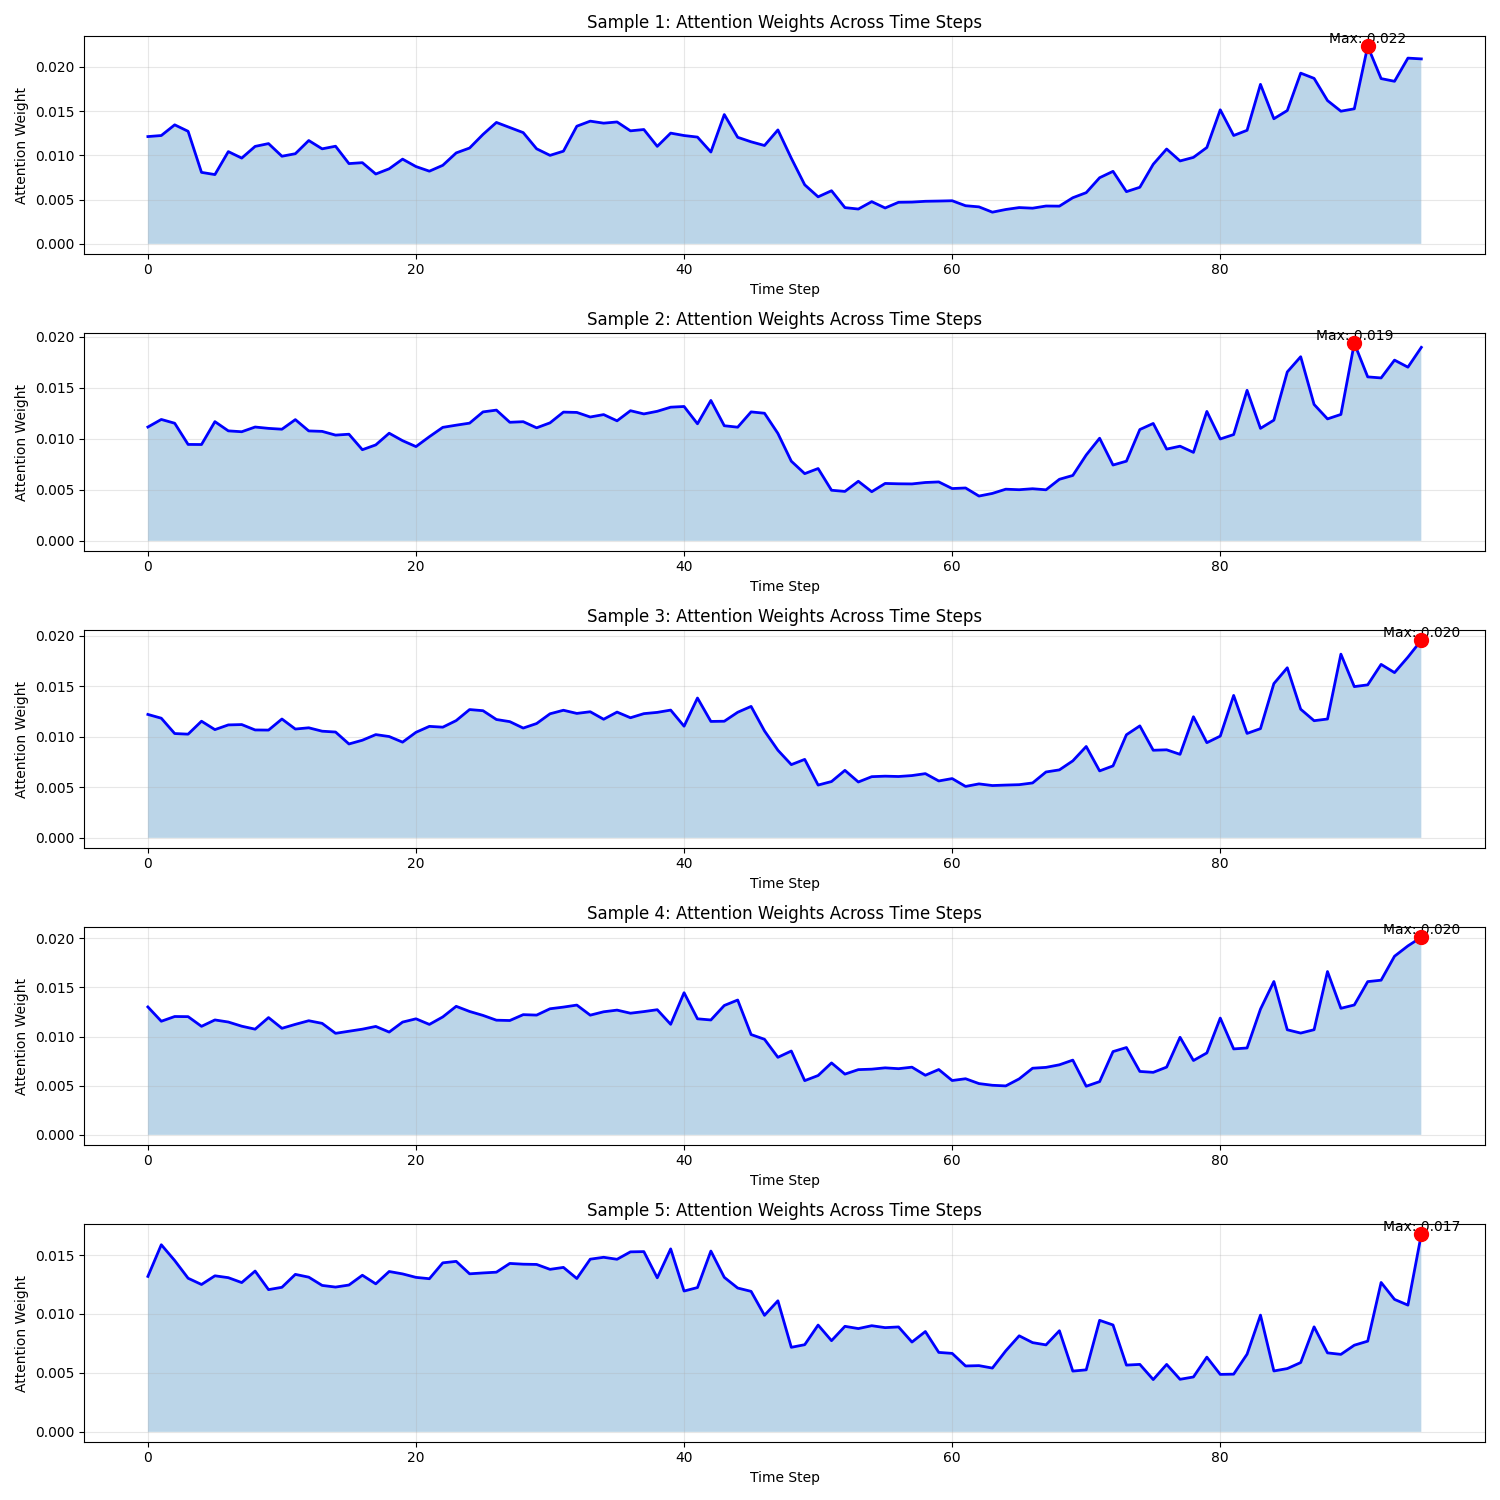 Sample 1: Attention Weights Across Time Steps
Max: 0.022
0.020
0.015
0.010
0.005
0.000
Attention Weight
0 20 40 60 80
Time Step
Sample 2: Attention Weights Across Time Steps
Max: 0.019
0.020
0.015
0.010
0.005
0.000
Attention Weight
0 20 40 60 80
Time Step
Sample 3: Attention Weights Across Time Steps
Max: 0.020
0.020
0.015
0.010
0.005
0.000
Attention Weight
0 20 40 60 80
Time Step
Sample 4: Attention Weights Across Time Steps
Max: 0.020
0.020
0.015
0.010
0.005
0.000
Attention Weight
0 20 40 60 80
Time Step
Sample 5: Attention Weights Across Time Steps
Max: 0.017
0.015
0.010
0.005
0.000
Attention Weight
0 20 40 60 80
Time Step